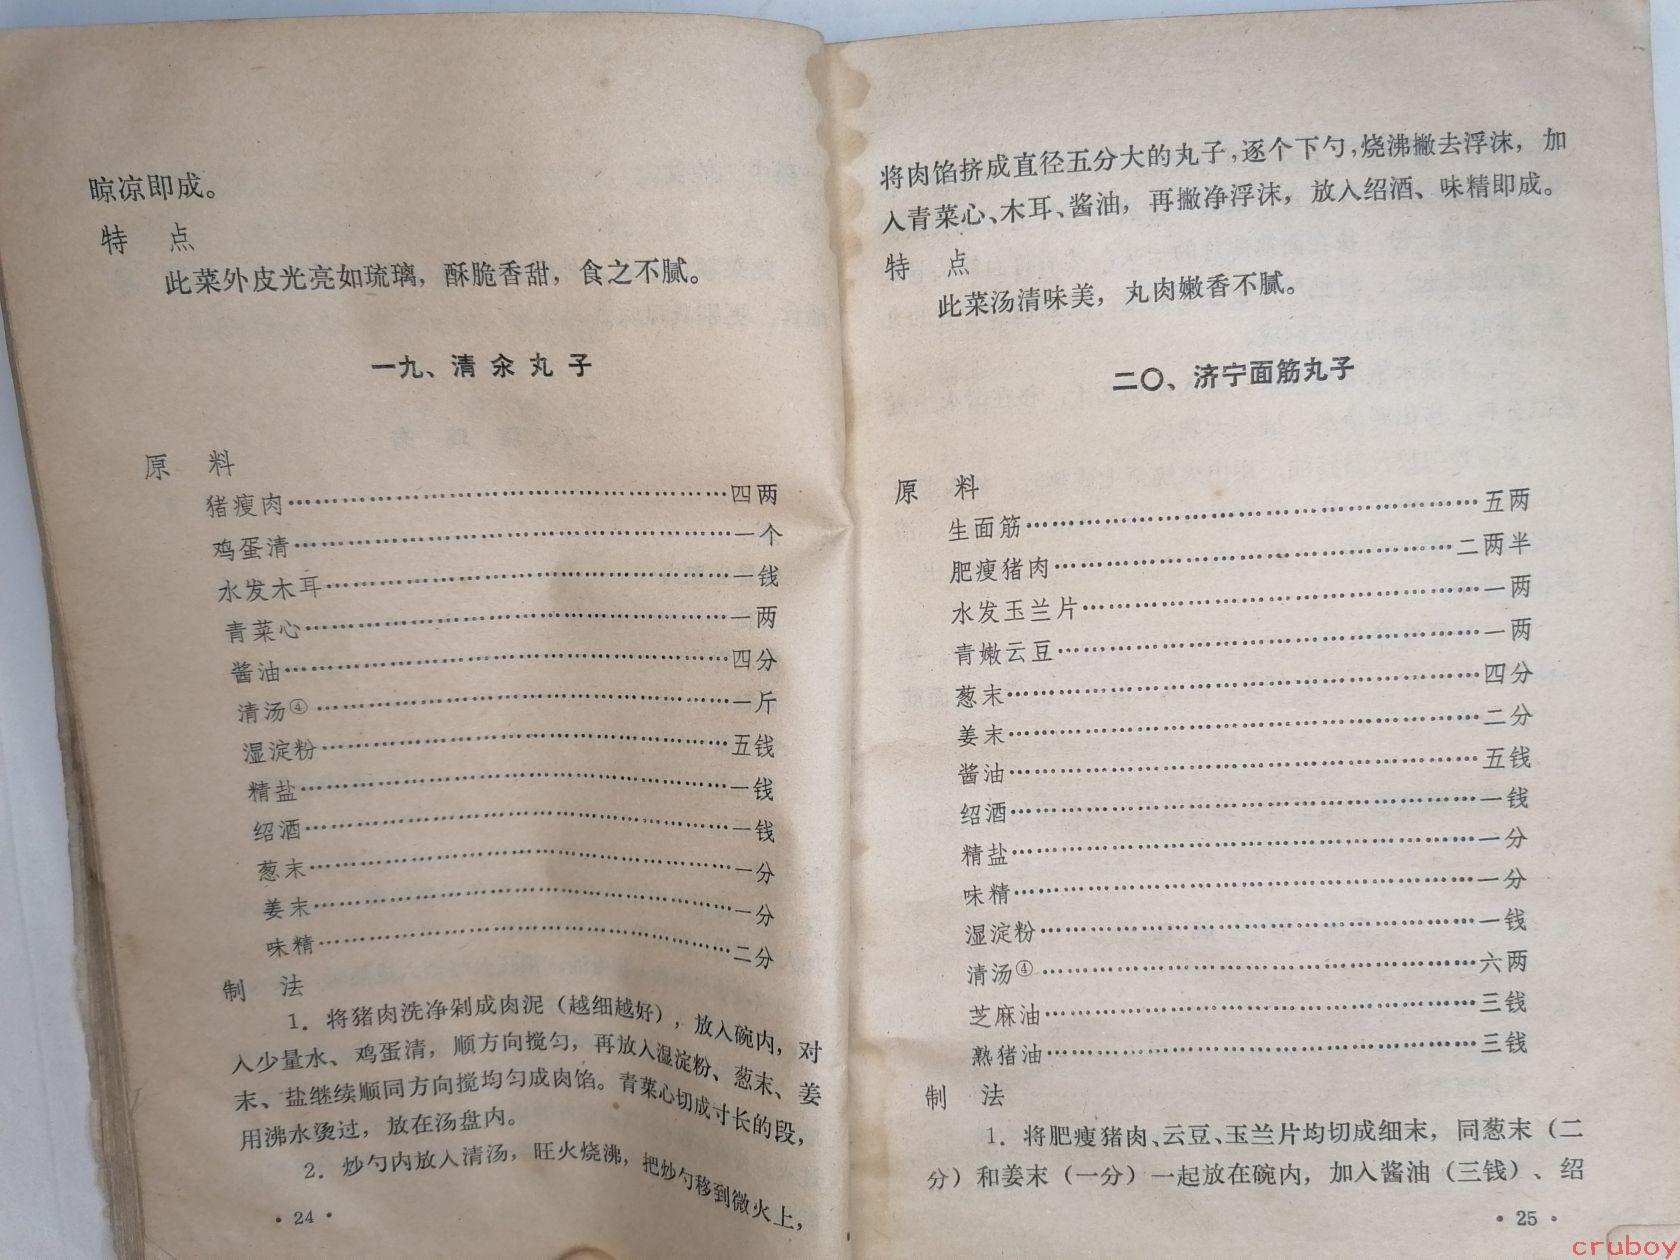 晾凉即成。
特 点
此菜外皮光亮如琉璃，酥脆香甜，食之不腻。
一九、清汆丸子
原 料
猪瘦肉……四两
鸡蛋清……一个
水发木耳……一钱
青菜心……一两
酱油……四分
清汤④……一斤
湿淀粉……五钱
精盐……一钱
绍酒……一钱
葱末……一分
姜末……一分
味精……二分
制 法
1．将猪肉洗净剁成肉泥（越细越好），放入碗内，对
入少量水、鸡蛋清，顺方向搅匀，再放入湿淀粉、葱末、姜
末、盐继续顺同方向搅均匀成肉馅。青菜心切成寸长的段，
用沸水烫过，放在汤盘内。
2．炒勺内放入清汤，旺火烧沸，把炒勺移到微火上，
·24·
将肉馅挤成直径五分大的丸子，逐个下勺，烧沸撇去浮沫，加
入青菜心、木耳、酱油，再撇净浮沫，放入绍酒、味精即成。
特 点
此菜汤清味美，丸肉嫩香不腻。
二〇、济宁面筋丸子
原 料
生面筋……五两
肥瘦猪肉……二两半
水发玉兰片……一两
青嫩云豆……一两
葱末……四分
姜末……二分
酱油……五钱
绍酒……一钱
精盐……一分
味精……一分
湿淀粉……一钱
清汤④……六两
芝麻油……三钱
熟猪油……三钱
制 法
1．将肥瘦猪肉、云豆、玉兰片均切成细末，同葱末（二
分）和姜末（一分）一起放在碗内，加入酱油（三钱）、绍
·25·
cruboy